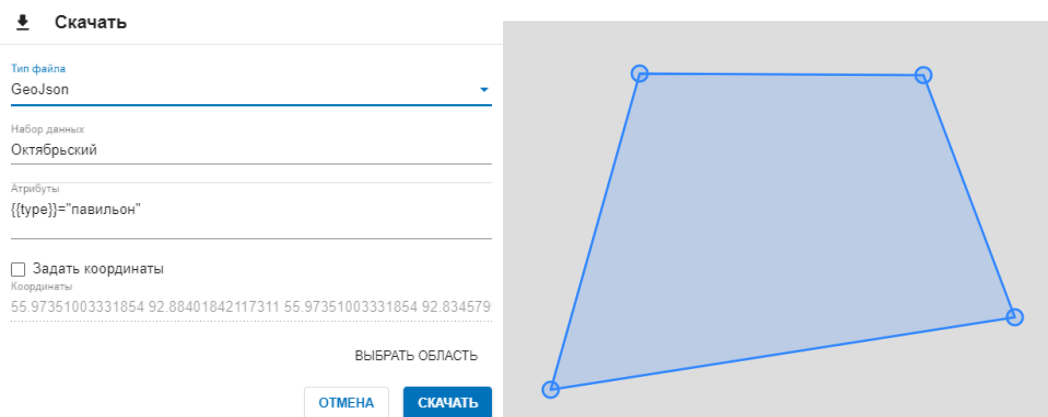 Скачать
Тип файла
GeoJson
Набор данных
Октябрьский
Атрибуты
{{type}}="павильон"
Задать координаты
Координаты
55.97351003331854 92.88401842117311 55.97351003331854 92.834579
ВЫБРАТЬ ОБЛАСТЬ
ОТМЕНА
СКАЧАТЬ